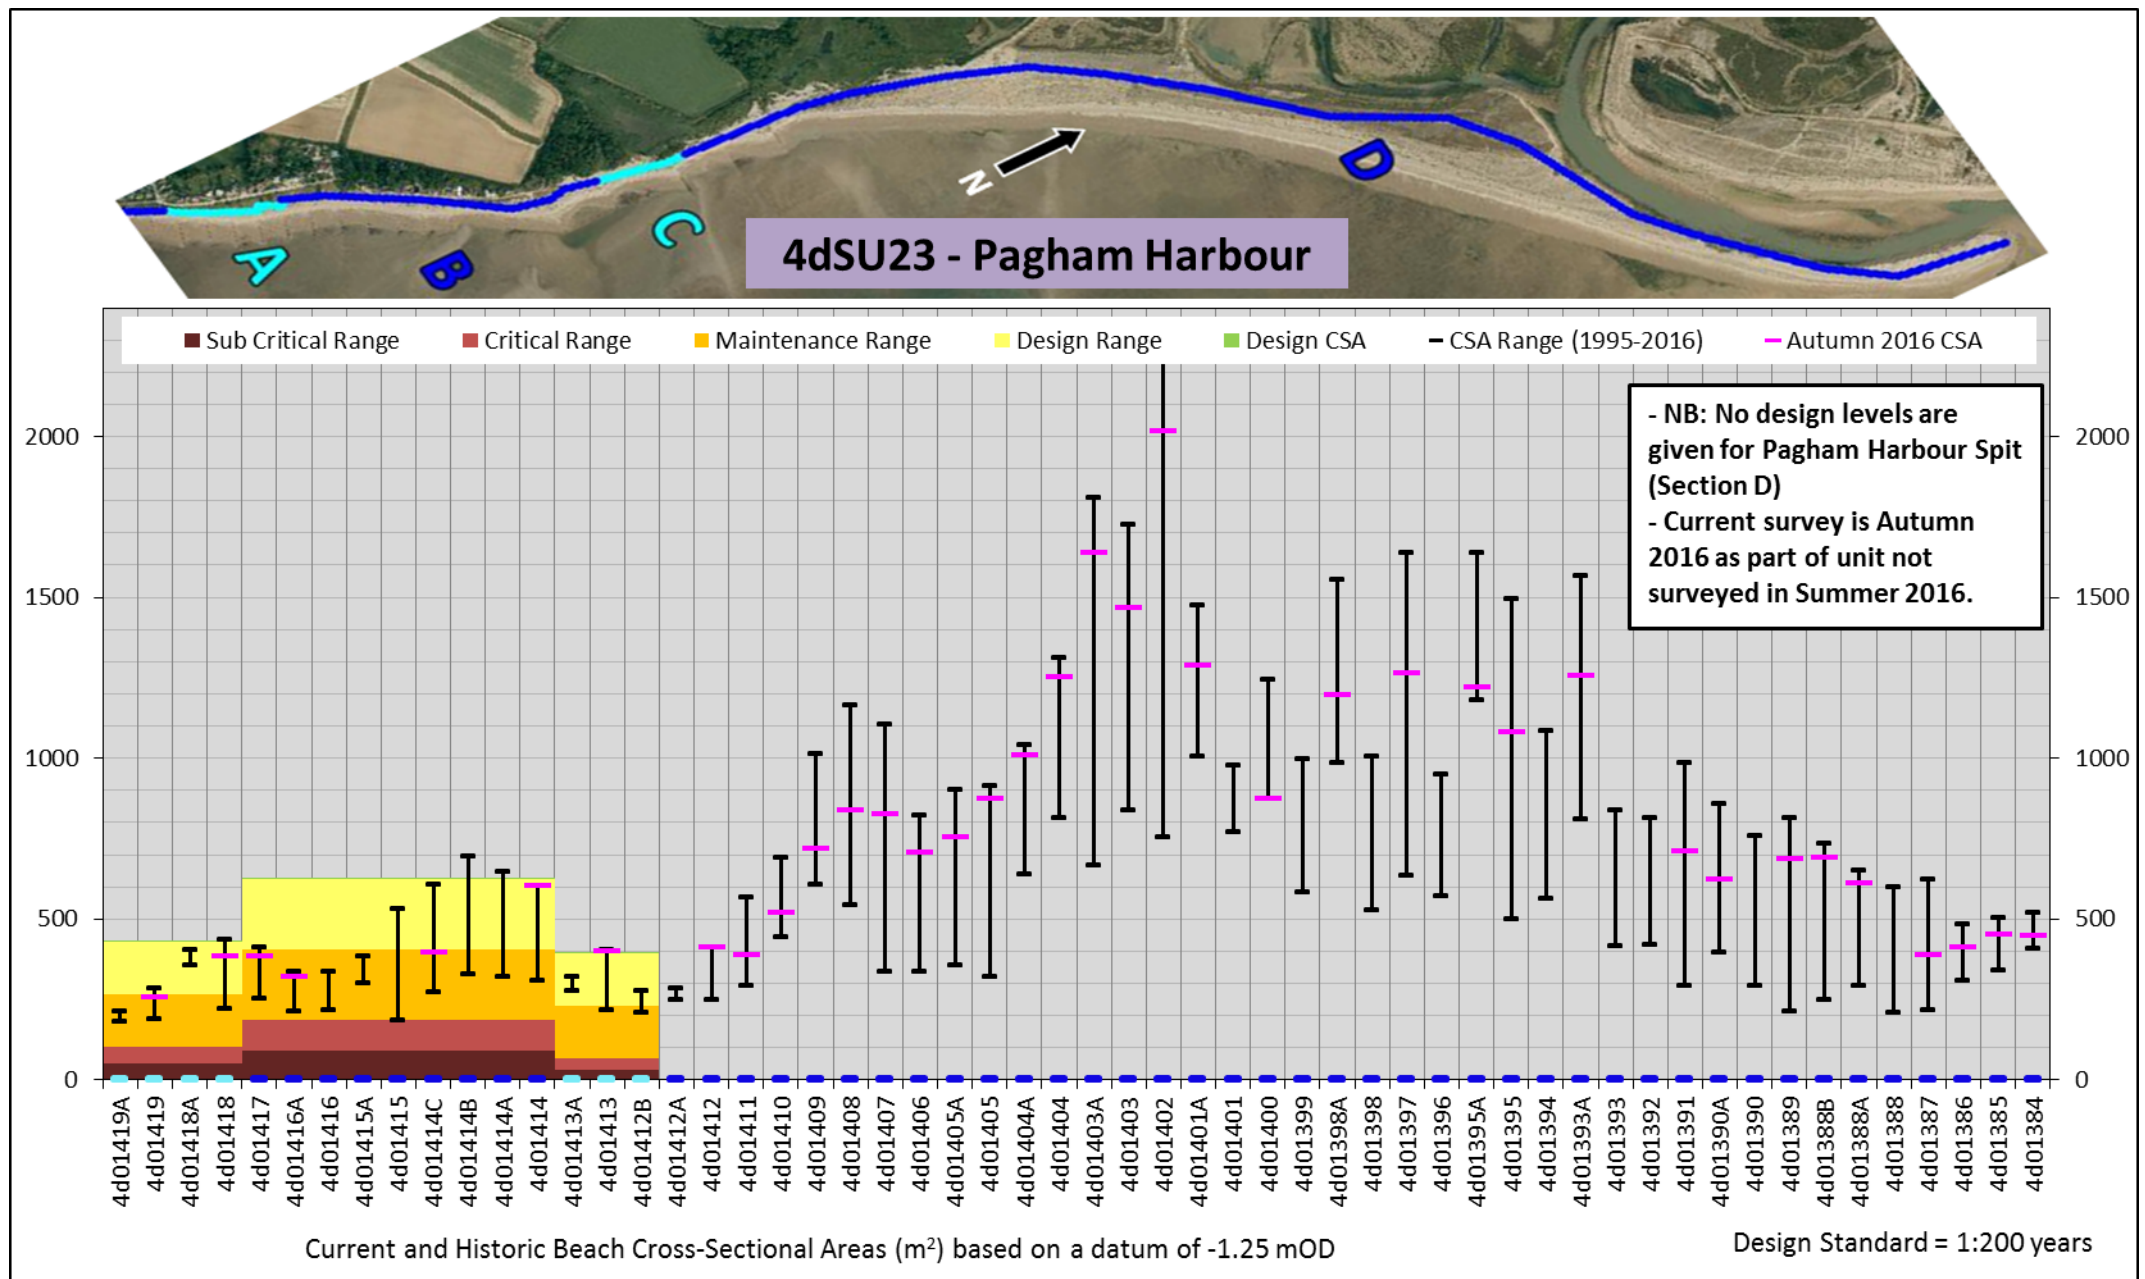 N
A
B
C
D
4dSU23 - Pagham Harbour
Sub Critical Range
Critical Range
Maintenance Range
Design Range
Design CSA
CSA Range (1995-2016)
Autumn 2016 CSA
- NB: No design levels are
given for Pagham Harbour Spit
(Section D)
- Current survey is Autumn
2016 as part of unit not
surveyed in Summer 2016.
2000
1500
1000
500
0
2000
1500
1000
500
0
4d01419A
4d01419
4d01418A
4d01418
4d01417
4d01416A
4d01416
4d01415A
4d01415
4d01414C
4d01414B
4d01414A
4d01414
4d01413A
4d01413
4d01412B
4d01412A
4d01412
4d01411
4d01410
4d01409
4d01408
4d01407
4d01406
4d01405A
4d01405
4d01404A
4d01404
4d01403A
4d01403
4d01402
4d01401A
4d01401
4d01400
4d01399
4d01398A
4d01398
4d01397
4d01396
4d01395A
4d01395
4d01394
4d01393A
4d01393
4d01392
4d01391
4d01390A
4d01390
4d01389
4d01388B
4d01388A
4d01388
4d01387
4d01386
4d01385
4d01384
Current and Historic Beach Cross-Sectional Areas (m²) based on a datum of -1.25 mOD
Design Standard = 1:200 years